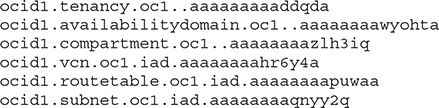 ocid1.tenancy.oc1..aaaaaaaaaddqda
ocid1.availabilitydomain.oc1..aaaaaaaawyohta
ocid1.compartment.oc1..aaaaaaaazlh3iq
ocid1.vcn.oc1.iad.aaaaaaaahr6y4a
ocid1.routetable.oc1.iad.aaaaaaaapuwaa
ocid1.subnet.oc1.iad.aaaaaaaaqnyy2q